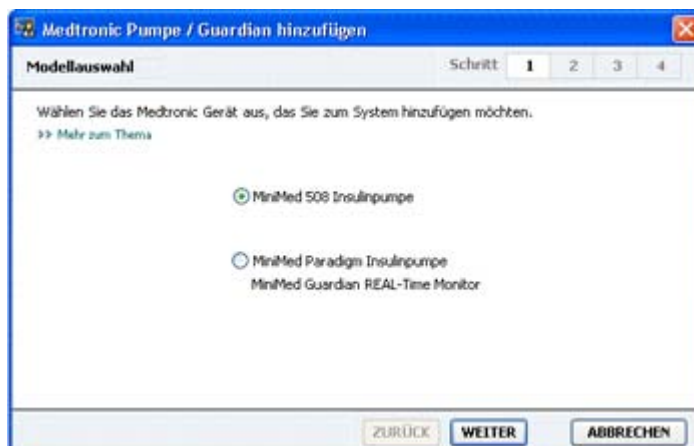 Medtronic Pumpe / Guardian hinzufügen
Modellauswahl Schritt 1 2 3 4
Wählen Sie das Medtronic Gerät aus, das Sie zum System hinzufügen möchten.
>> Mehr zum Thema
MiniMed 508 Insulinpumpe
MiniMed Paradigm Insulinpumpe
MiniMed Guardian REAL-Time Monitor
ZURÜCK WEITER ABBRECHEN